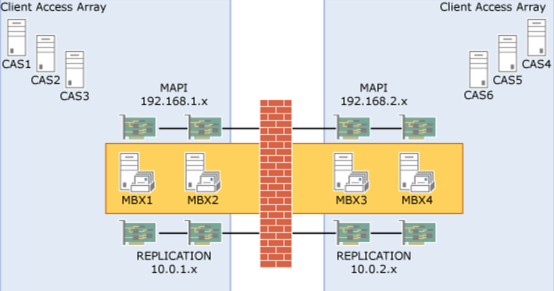 Client Access Array
Client Access Array
CAS1
CAS2
CAS3
CAS4
CAS5
CAS6
MAPI
192.168.1.x
MAPI
192.168.2.x
MBX1
MBX2
MBX3
MBX4
REPLICATION
10.0.1.x
REPLICATION
10.0.2.x